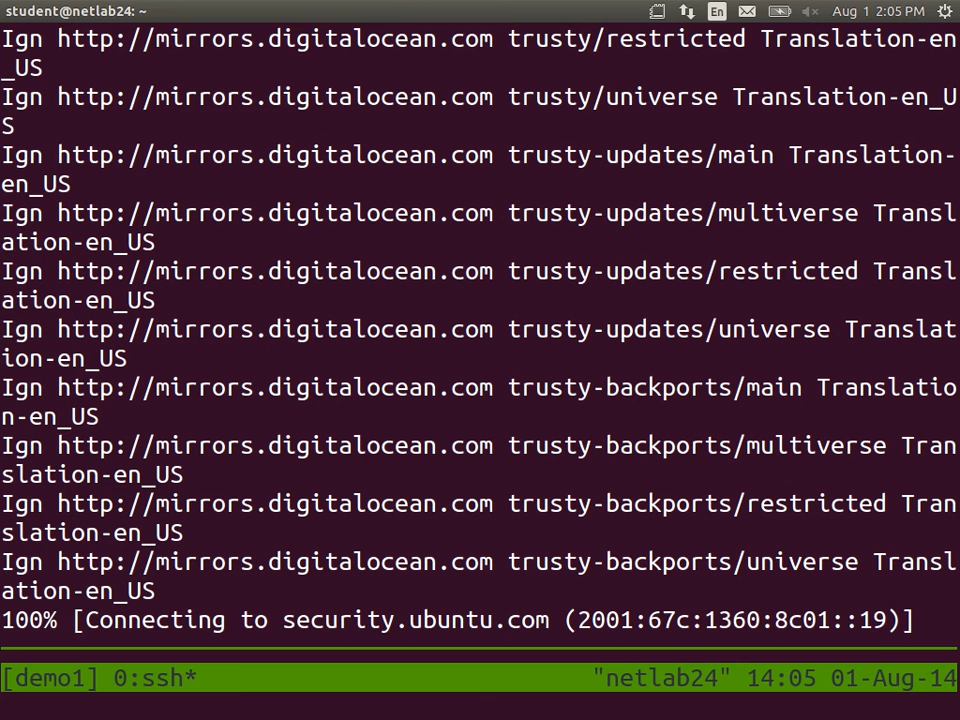 student@netlab24: ~ En Aug 1 2:05 PM
Ign http://mirrors.digitalocean.com trusty/restricted Translation-en
_US
Ign http://mirrors.digitalocean.com trusty/universe Translation-en_U
S
Ign http://mirrors.digitalocean.com trusty-updates/main Translation-
en_US
Ign http://mirrors.digitalocean.com trusty-updates/multiverse Transl
ation-en_US
Ign http://mirrors.digitalocean.com trusty-updates/restricted Transl
ation-en_US
Ign http://mirrors.digitalocean.com trusty-updates/universe Translat
ion-en_US
Ign http://mirrors.digitalocean.com trusty-backports/main Translatio
n-en_US
Ign http://mirrors.digitalocean.com trusty-backports/multiverse Tran
slation-en_US
Ign http://mirrors.digitalocean.com trusty-backports/restricted Tran
slation-en_US
Ign http://mirrors.digitalocean.com trusty-backports/universe Transl
ation-en_US
100% [Connecting to security.ubuntu.com (2001:67c:1360:8c01::19)]
[demo1] 0:ssh* "netlab24" 14:05 01-Aug-14